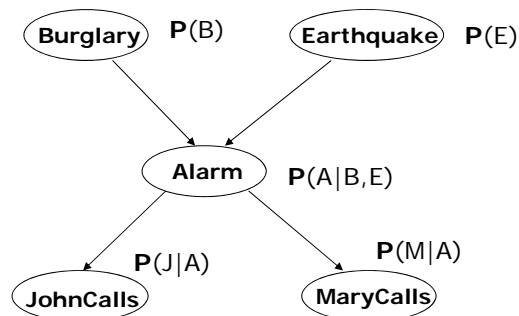 Burglary P(B) Earthquake P(E)
Alarm P(A|B,E)
P(J|A) P(M|A)
JohnCalls MaryCalls